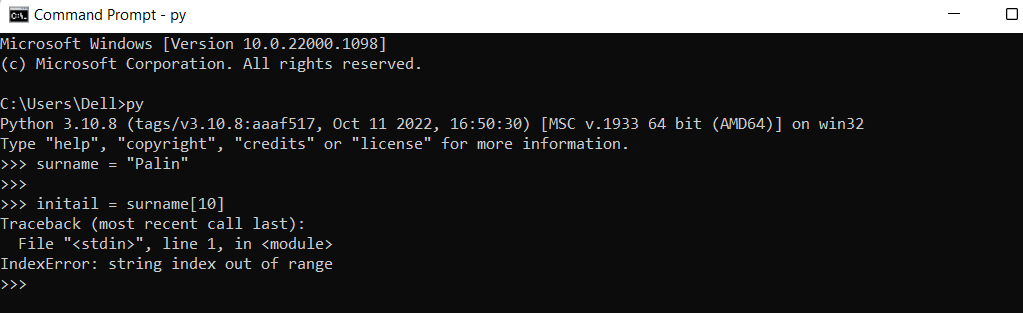 Command Prompt - py
Microsoft Windows [Version 10.0.22000.1098]
(c) Microsoft Corporation. All rights reserved.
C:\Users\Dell>py
Python 3.10.8 (tags/v3.10.8:aaaf517, Oct 11 2022, 16:50:30) [MSC v.1933 64 bit (AMD64)] on win32
Type "help", "copyright", "credits" or "license" for more information.
>>> surname = "Palin"
>>>
>>> initail = surname[10]
Traceback (most recent call last):
  File "<stdin>", line 1, in <module>
IndexError: string index out of range
>>>